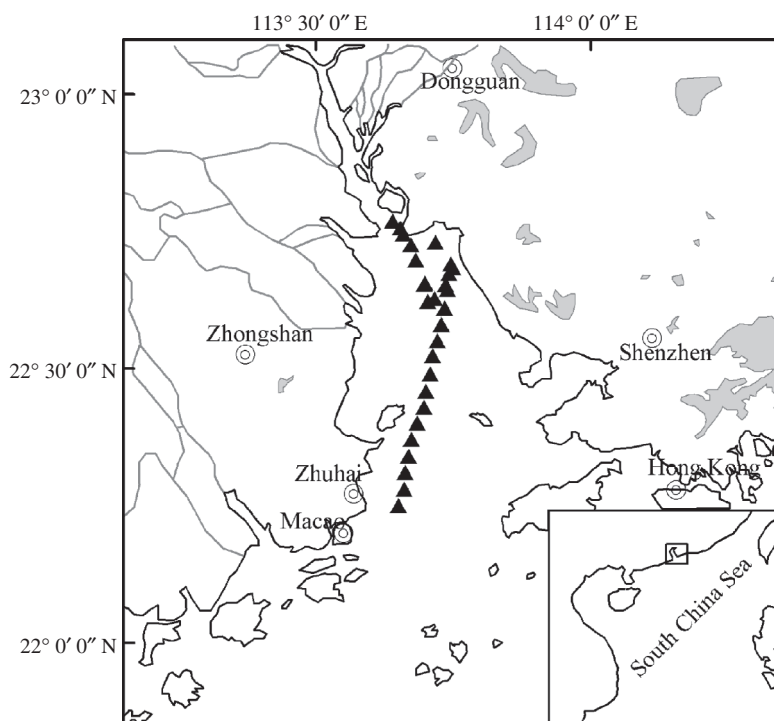 113° 30′ 0″ E
114° 0′ 0″ E
23° 0′ 0″ N
Dongguan
Zhongshan
22° 30′ 0″ N
Shenzhen
Zhuhai
Hong Kong
Macao
South China Sea
22° 0′ 0″ N